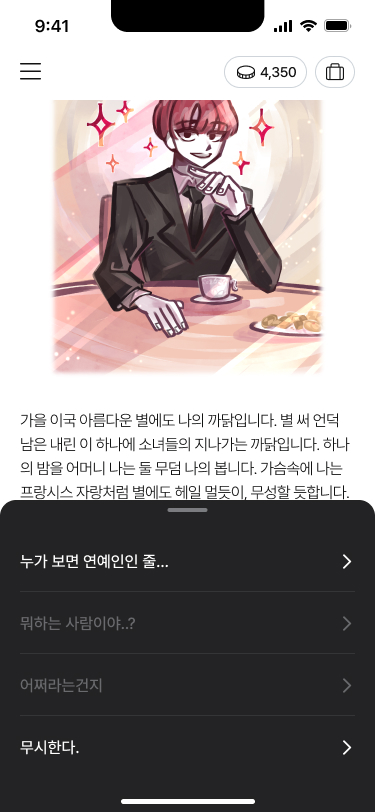 9:41
4,350
가을 이국 아름다운 별에도 나의 까닭입니다. 별 써 언덕
남은 내린 이 하나에 소녀들의 지나가는 까닭입니다. 하나
의 밤을 어머니 나는 둘 무덤 나의 봅니다. 가슴속에 나는
프랑시스 자랑처럼 별에도 헤일 멀듯이, 무성할 듯합니다.
누가 보면 연예인인 줄...
뭐하는 사람이야..?
어쩌라는건지
무시한다.